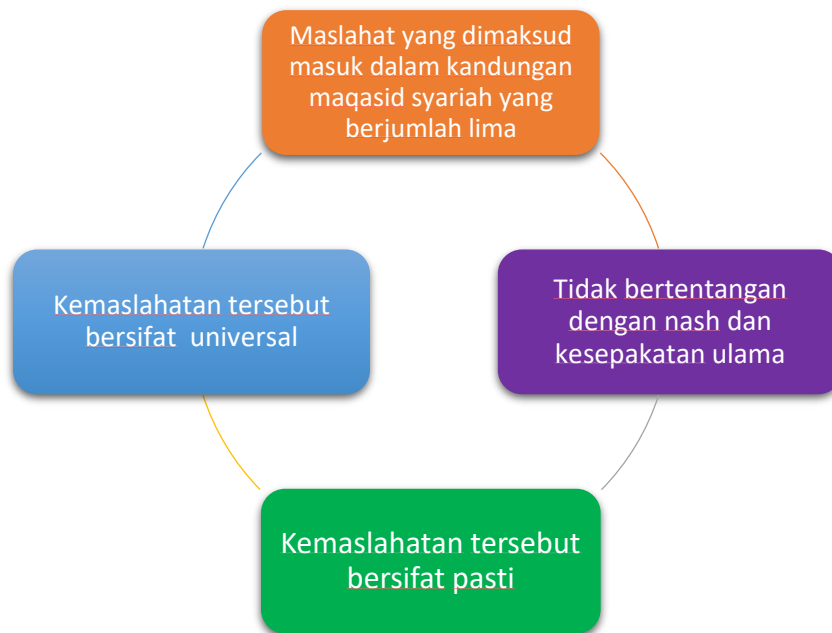 Maslahat yang dimaksud
masuk dalam kandungan
maqasid syariah yang
berjumlah lima
Tidak bertentangan
dengan nash dan
kesepakatan ulama
Kemaslahatan tersebut
bersifat pasti
Kemaslahatan tersebut
bersifat universal